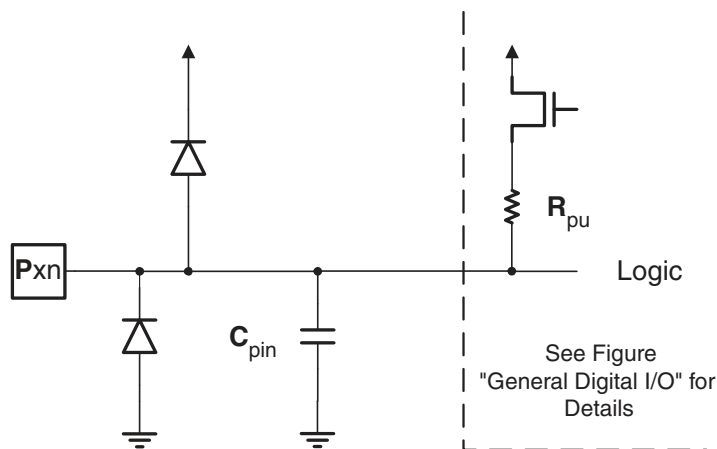 Pxn
Rpu
Logic
Cpin
See Figure
"General Digital I/O" for
Details